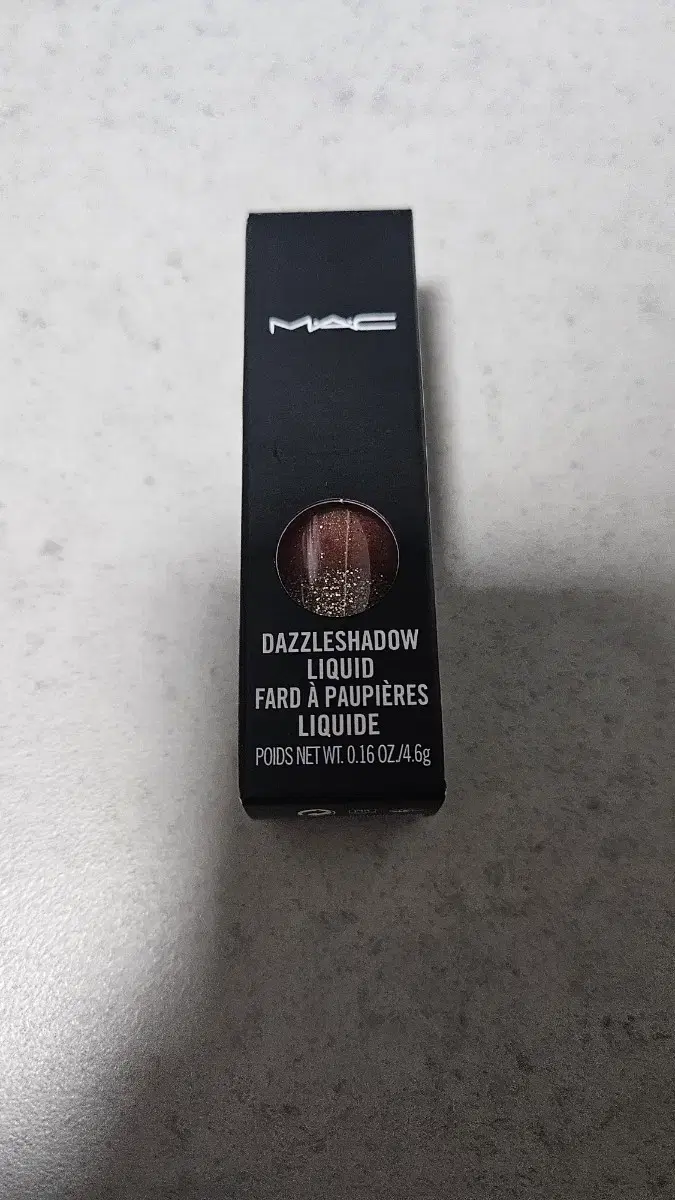 MAC
DAZZLESHADOW
LIQUID
FARD À PAUPIÈRES
LIQUIDE
POIDS NET WT. 0.16 OZ./4.6g